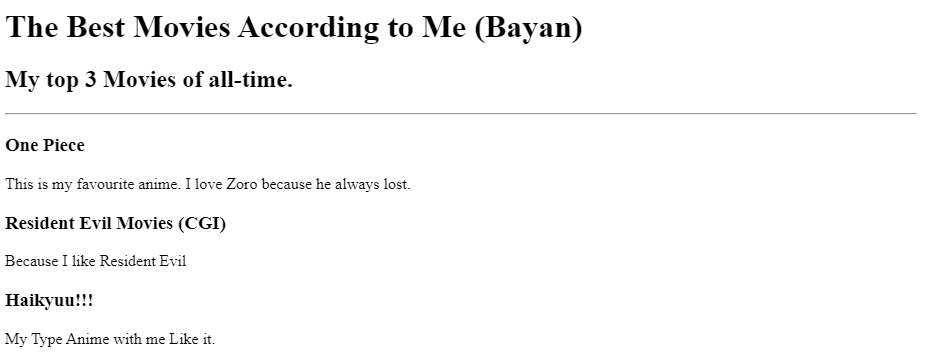 The Best Movies According to Me (Bayan)
My top 3 Movies of all-time.
One Piece
This is my favourite anime. I love Zoro because he always lost.
Resident Evil Movies (CGI)
Because I like Resident Evil
Haikyuu!!!
My Type Anime with me Like it.